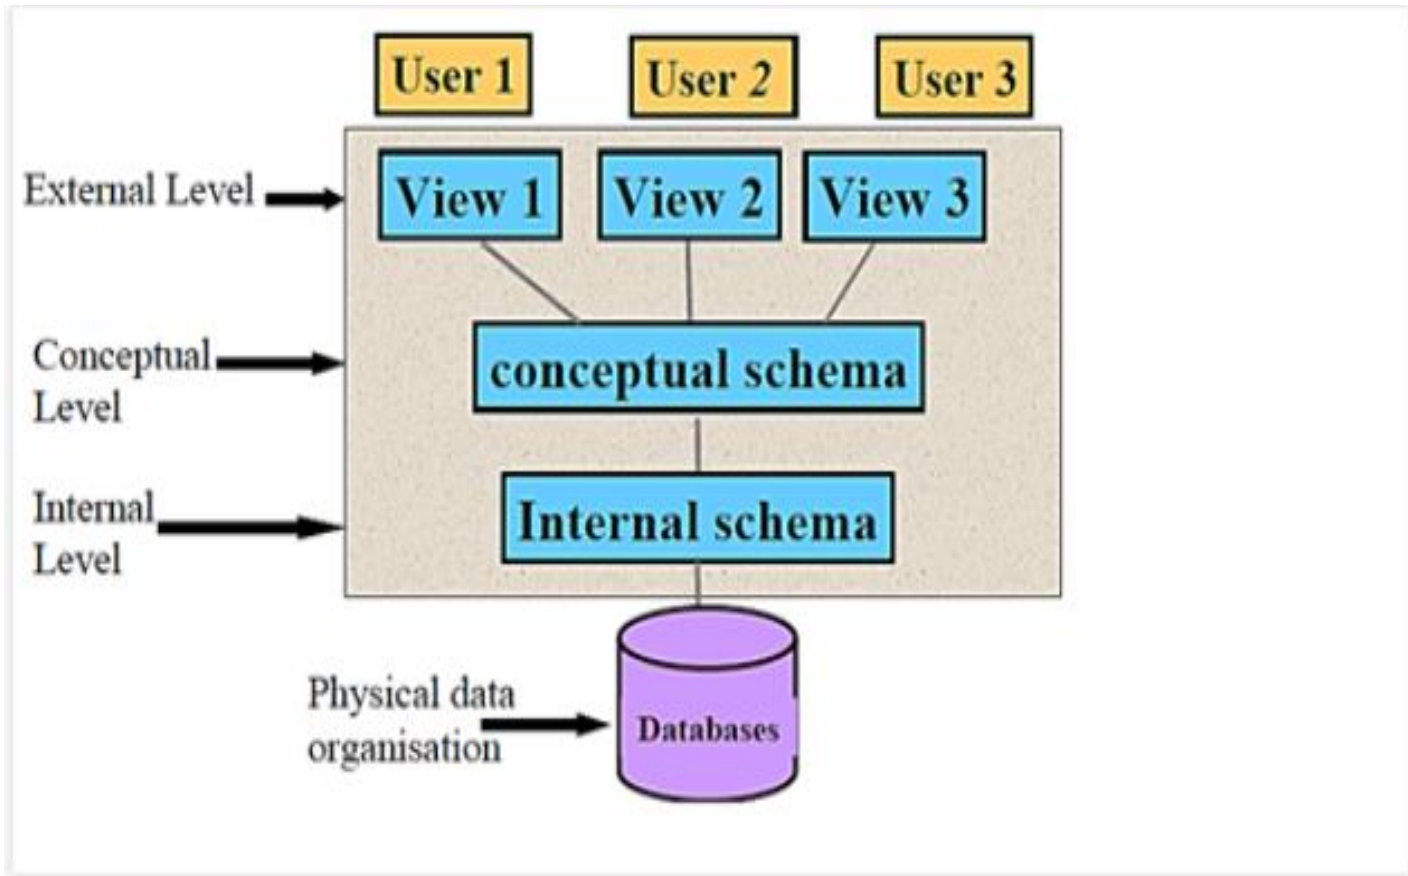 User 1
User 2
User 3
External Level
View 1
View 2
View 3
Conceptual
Level
conceptual schema
Internal
Level
Internal schema
Physical data
organisation
Databases